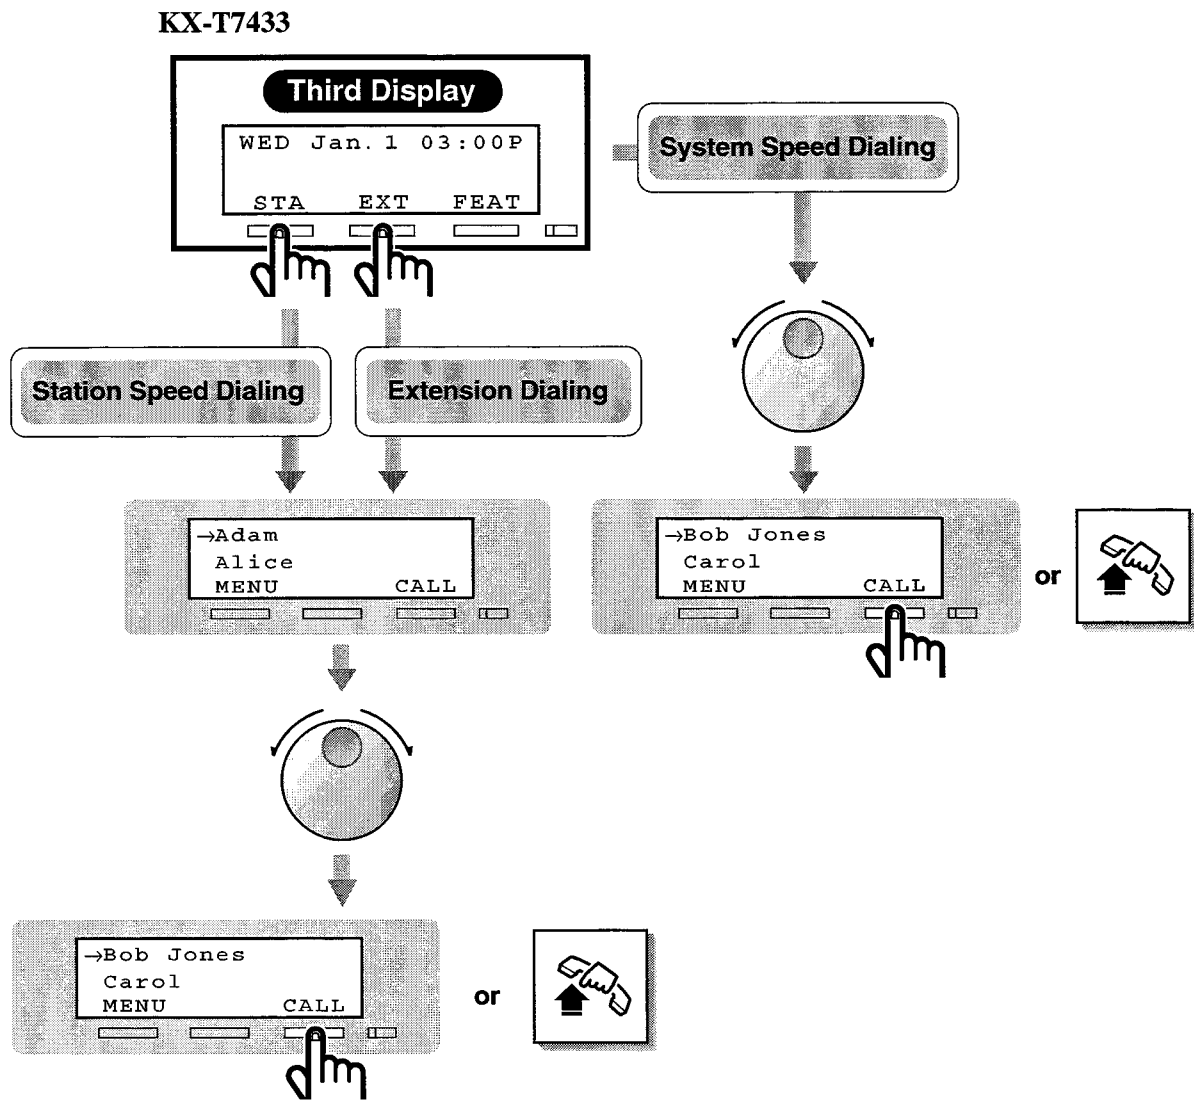 KX-T7433
Third Display
WED Jan. 1 03:00P
STA EXT FEAT
System Speed Dialing
Station Speed Dialing
Extension Dialing
→Adam
Alice
MENU CALL
→Bob Jones
Carol
MENU CALL
or
→Bob Jones
Carol
MENU CALL
or